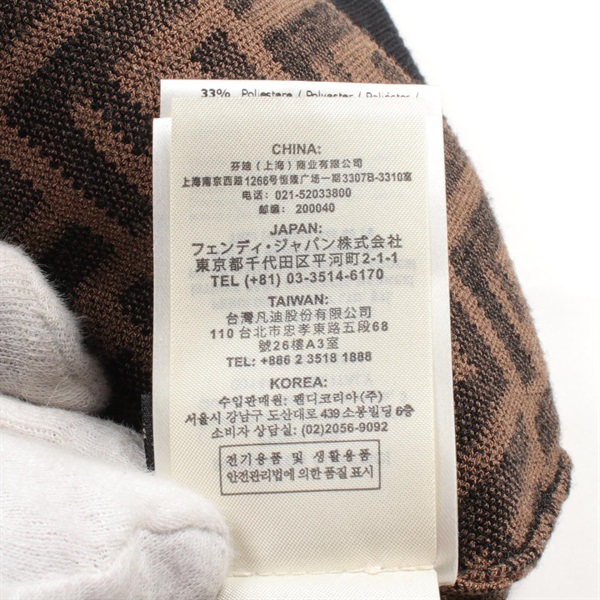 33% Poliestere / Polyester / Poliéster /
CHINA:
芬迪（上海）商业有限公司
上海南京西路1266号恒隆广场一期3307B-3310室
电话: 021-52033800
邮编: 200040
JAPAN:
フェンディ・ジャパン株式会社
東京都千代田区平河町2-1-1
TEL (+81) 03-3514-6170
TAIWAN:
台灣凡迪股份有限公司
110 台北市忠孝東路五段68
號26樓A3室
TEL: +886 2 3518 1888
KOREA:
수입판매원: 펜디코리아(주)
서울시 강남구 도산대로 439 소봉빌딩 6층
소비자 상담실: (02)2056-9092
전기용품 및 생활용품
안전관리법에 의한 품질 표시